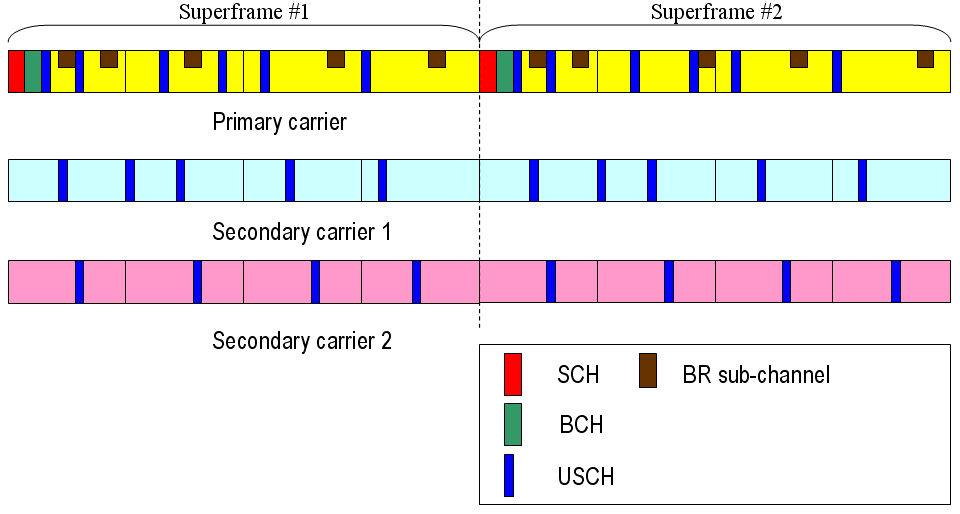 Superframe #1
Superframe #2
Primary carrier
Secondary carrier 1
Secondary carrier 2
SCH
BR sub-channel
BCH
USCH